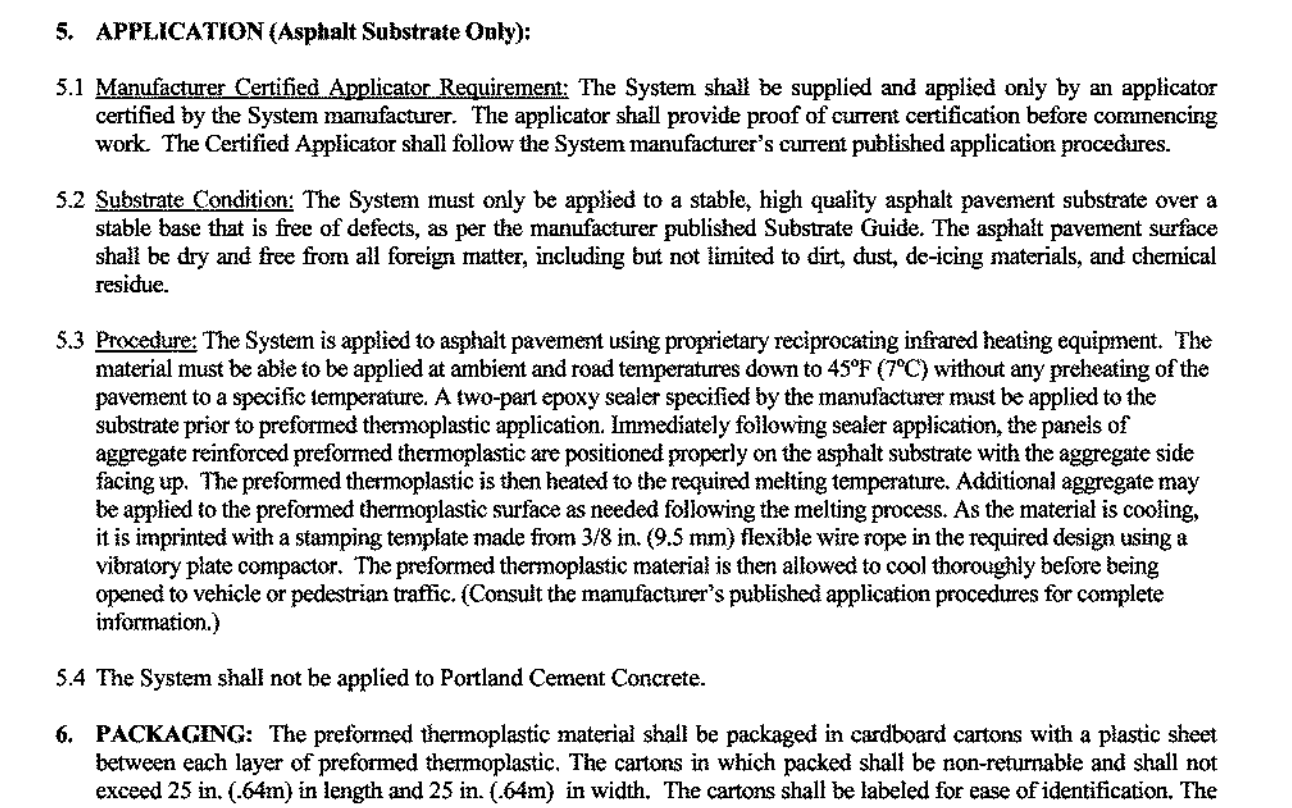 5. APPLICATION (Asphalt Substrate Only):
5.1 Manufacturer Certified Applicator Requirement: The System shall be supplied and applied only by an applicator
certified by the System manufacturer. The applicator shall provide proof of current certification before commencing
work. The Certified Applicator shall follow the System manufacturer's current published application procedures.
5.2 Substrate Condition: The System must only be applied to a stable, high quality asphalt pavement substrate over a
stable base that is free of defects, as per the manufacturer published Substrate Guide. The asphalt pavement surface
shall be dry and free from all foreign matter, including but not limited to dirt, dust, de-icing materials, and chemical
residue.
5.3 Procedure: The System is applied to asphalt pavement using proprietary reciprocating infrared heating equipment. The
material must be able to be applied at ambient and road temperatures down to 45ºF (7ºC) without any preheating of the
pavement to a specific temperature. A two-part epoxy sealer specified by the manufacturer must be applied to the
substrate prior to preformed thermoplastic application. Immediately following sealer application, the panels of
aggregate reinforced preformed thermoplastic are positioned properly on the asphalt substrate with the aggregate side
facing up. The preformed thermoplastic is then heated to the required melting temperature. Additional aggregate may
be applied to the preformed thermoplastic surface as needed following the melting process. As the material is cooling,
it is imprinted with a stamping template made from 3/8 in. (9.5 mm) flexible wire rope in the required design using a
vibratory plate compactor. The preformed thermoplastic material is then allowed to cool thoroughly before being
opened to vehicle or pedestrian traffic. (Consult the manufacturer's published application procedures for complete
information.)
5.4 The System shall not be applied to Portland Cement Concrete.
6. PACKAGING: The preformed thermoplastic material shall be packaged in cardboard cartons with a plastic sheet
between each layer of preformed thermoplastic. The cartons in which packed shall be non-returnable and shall not
exceed 25 in. (.64m) in length and 25 in. (.64m) in width. The cartons shall be labeled for ease of identification. The